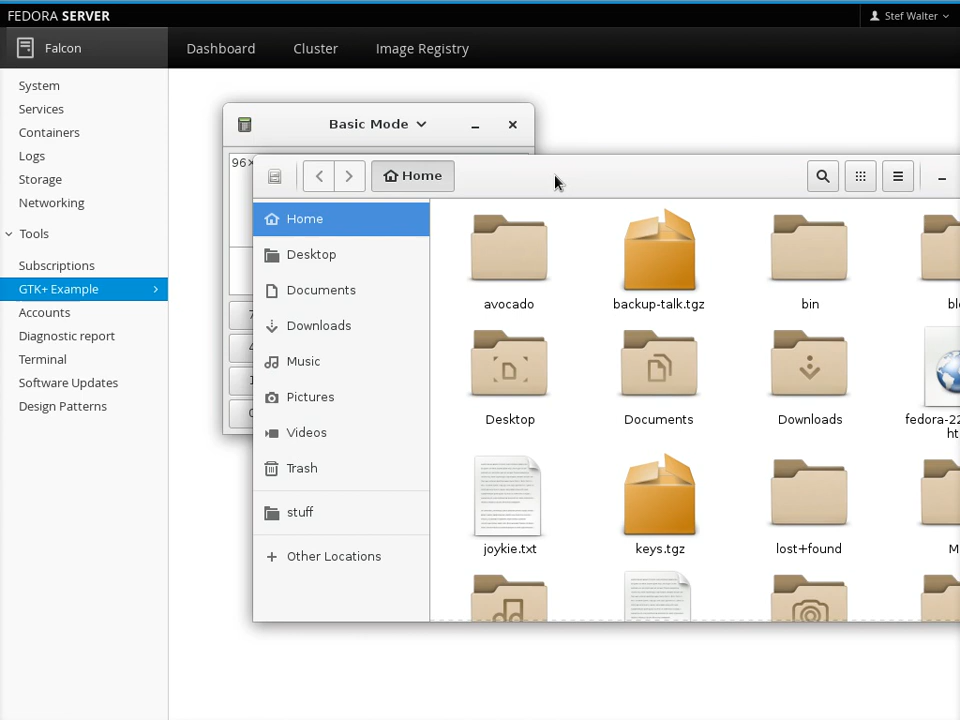 FEDORA SERVER
Stef Walter
Falcon
Dashboard
Cluster
Image Registry
System
Services
Containers
Logs
Storage
Networking
Tools
Subscriptions
GTK+ Example
Accounts
Diagnostic report
Terminal
Software Updates
Design Patterns
Basic Mode
96×
Home
Home
Desktop
Documents
Downloads
Music
Pictures
Videos
Trash
stuff
Other Locations
avocado
backup-talk.tgz
bin
Desktop
Documents
Downloads
fedora-22
joykie.txt
keys.tgz
lost+found